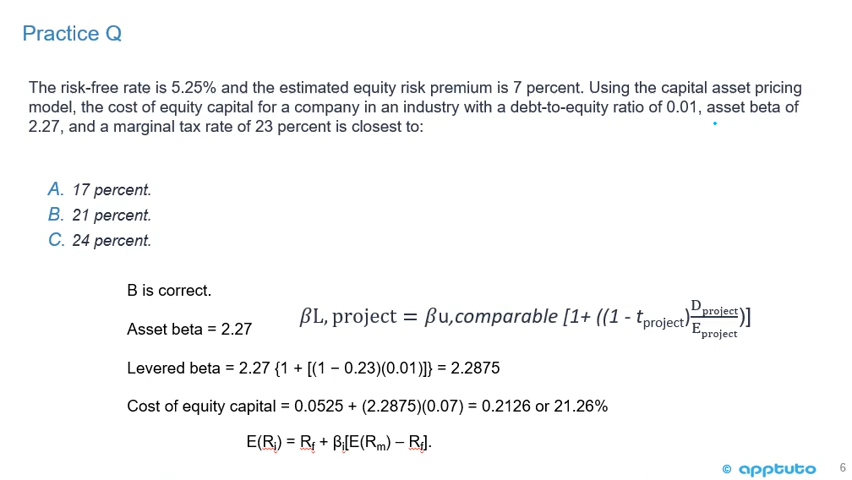 Practice Q
The risk-free rate is 5.25% and the estimated equity risk premium is 7 percent. Using the capital asset pricing
model, the cost of equity capital for a company in an industry with a debt-to-equity ratio of 0.01, asset beta of
2.27, and a marginal tax rate of 23 percent is closest to:
A. 17 percent.
B. 21 percent.
C. 24 percent.
B is correct.
βL, project = βu,comparable [1+ ((1 - tproject)Dproject/Eproject)]
Asset beta = 2.27
Levered beta = 2.27 {1 + [(1 − 0.23)(0.01)]} = 2.2875
Cost of equity capital = 0.0525 + (2.2875)(0.07) = 0.2126 or 21.26%
E(Ri) = Rf + βi[E(Rm) – Rf].
© apptuto 6